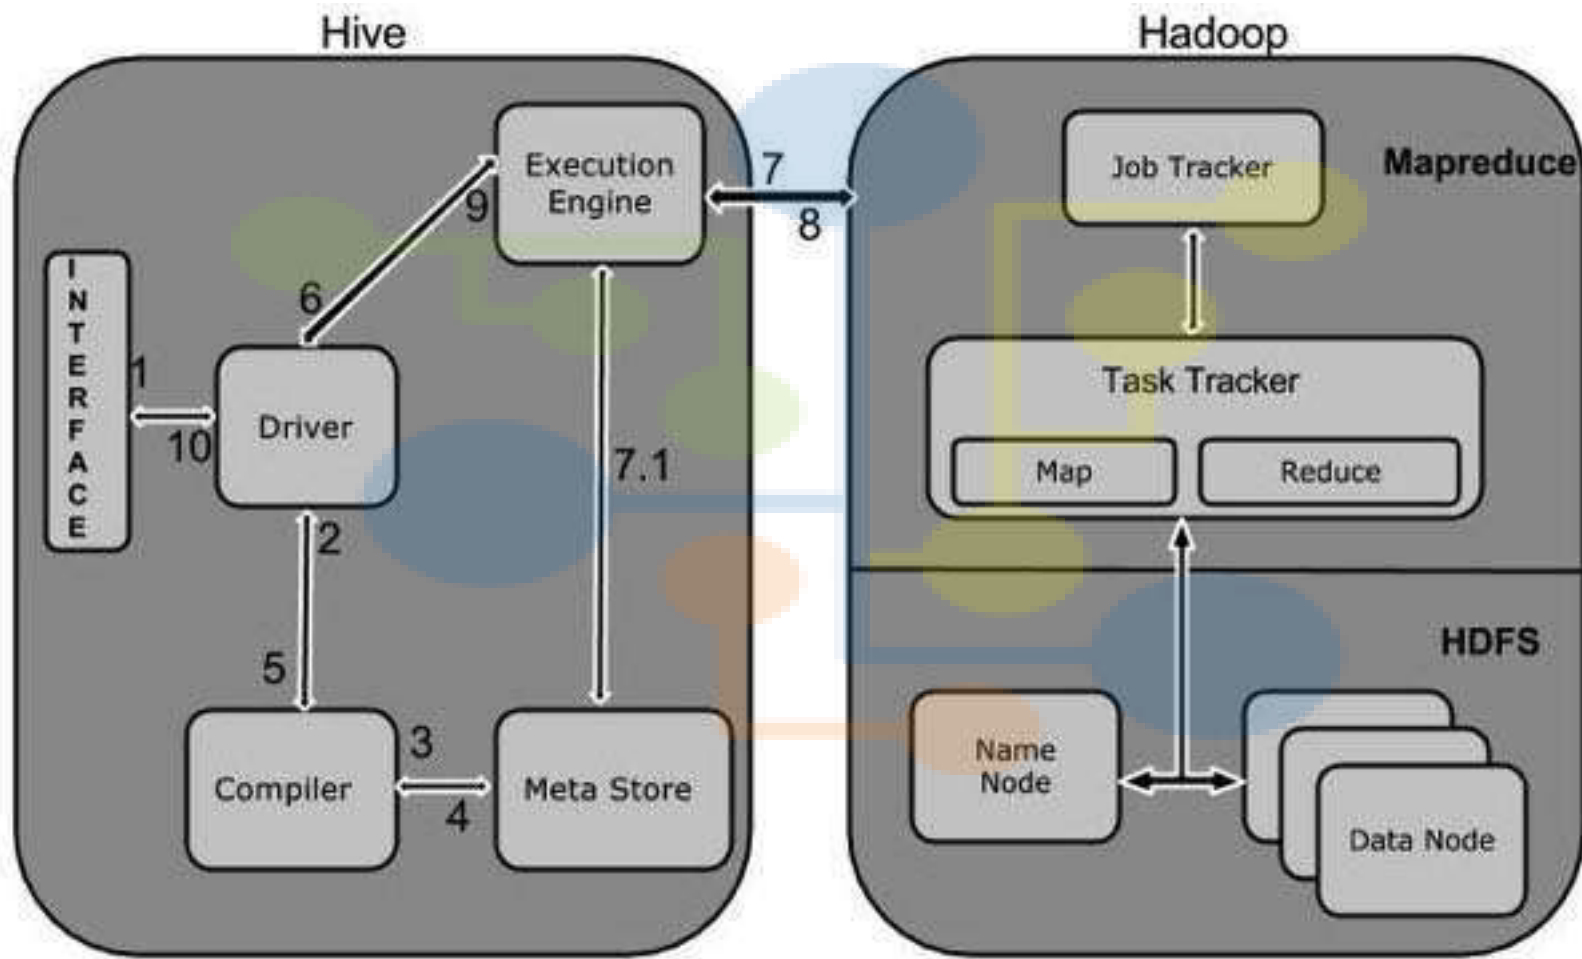 Hive
Hadoop
Execution
Engine
7
8
Job Tracker
Mapreduce
9
6
INTERFACE
1
10
Driver
7.1
Task Tracker
Map
Reduce
2
5
HDFS
Compiler
3
4
Meta Store
Name
Node
Data Node